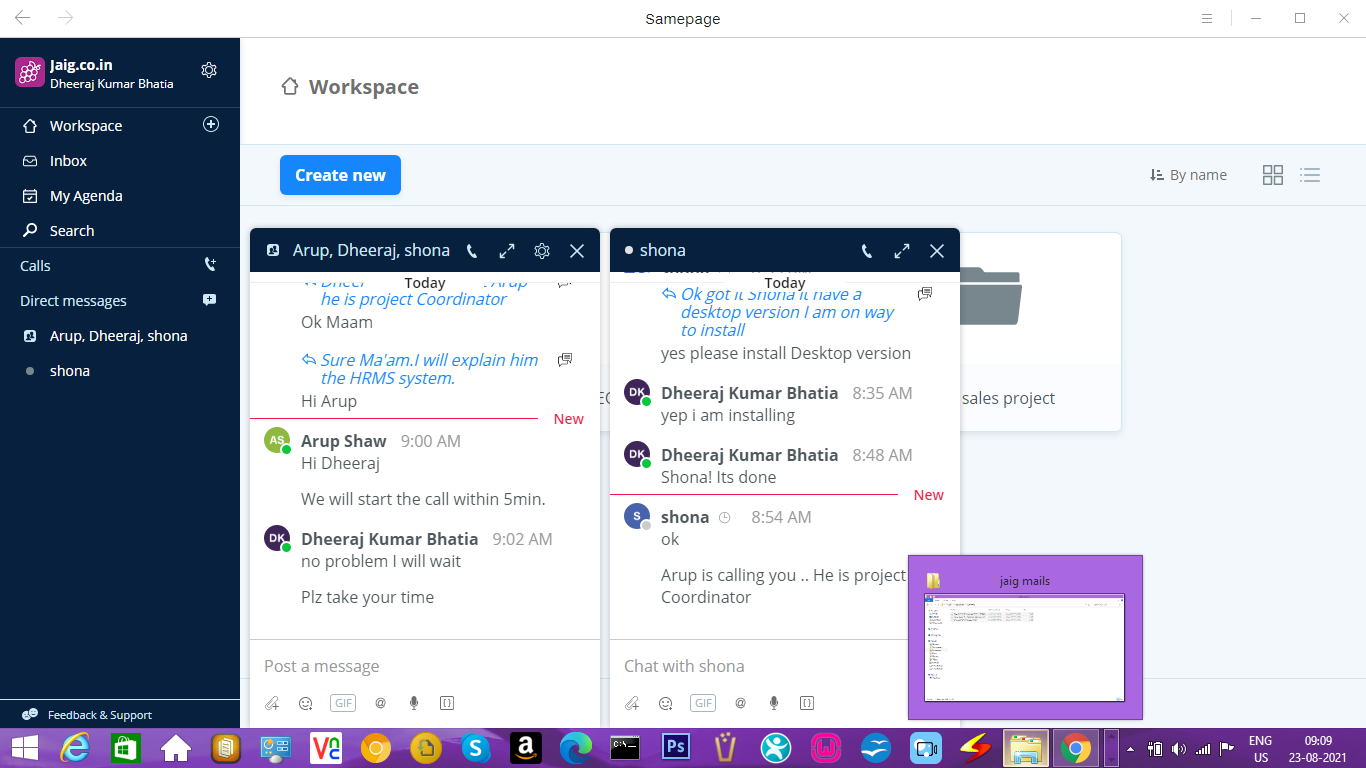 Samepage
Jaig.co.in
Dheeraj Kumar Bhatia
Workspace
Inbox
My Agenda
Search
Calls
Direct messages
Arup, Dheeraj, shona
shona
Feedback & Support
Workspace
Create new
By name
sales project
Arup, Dheeraj, shona
Today
he is project Coordinator
Ok Maam
Sure Ma'am.I will explain him
the HRMS system.
Hi Arup
New
AS
Arup Shaw 9:00 AM
Hi Dheeraj
We will start the call within 5min.
DK
Dheeraj Kumar Bhatia 9:02 AM
no problem I will wait
Plz take your time
Post a message
GIF
shona
Today
Ok got it Shona it have a
desktop version I am on way
to install
yes please install Desktop version
DK
Dheeraj Kumar Bhatia 8:35 AM
yep i am installing
DK
Dheeraj Kumar Bhatia 8:48 AM
Shona! Its done
New
S
shona 8:54 AM
ok
Arup is calling you .. He is project
Coordinator
Chat with shona
GIF
jaig mails
ENG
US
09:09
23-08-2021